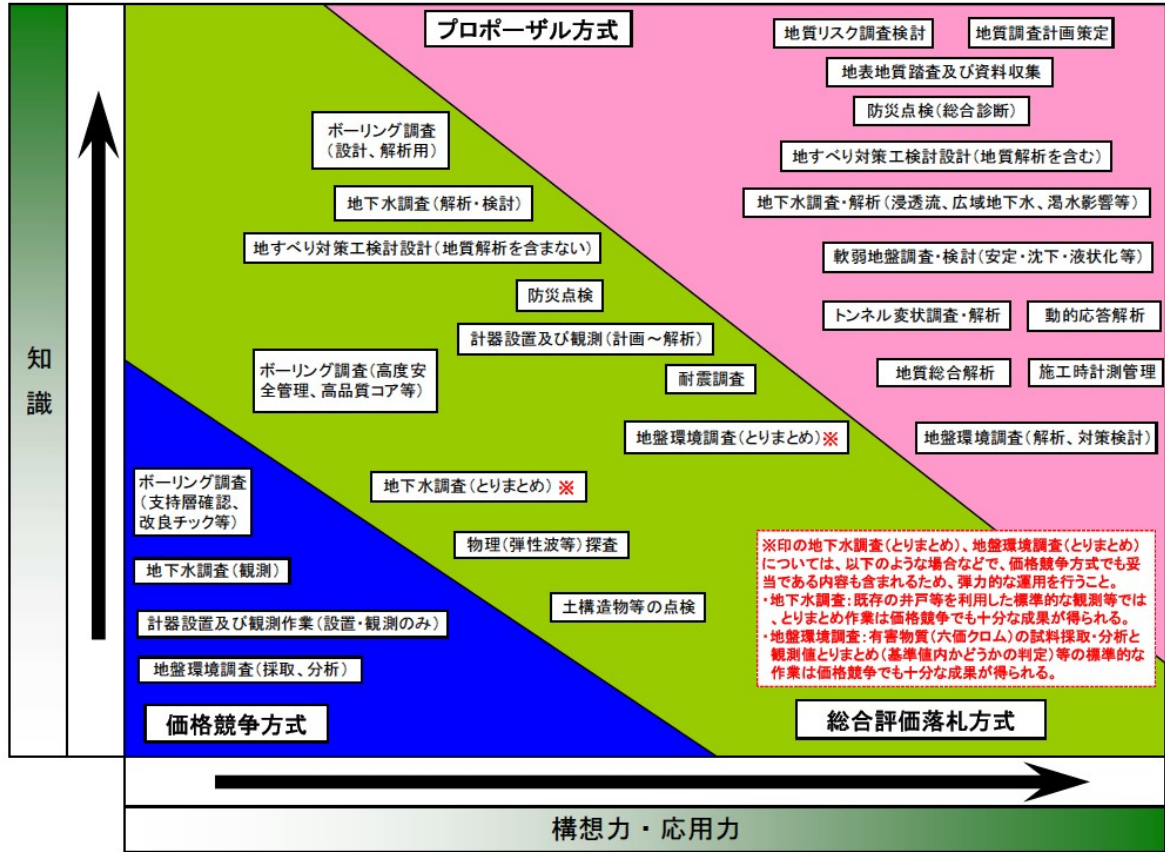 プロポーザル方式
地質リスク調査検討
地質調査計画策定
地表地質踏査及び資料収集
防災点検(総合診断)
地すべり対策工検討設計(地質解析を含む)
地下水調査・解析(浸透流、広域地下水、渇水影響等)
軟弱地盤調査・検討(安定・沈下・液状化等)
トンネル変状調査・解析
動的応答解析
地質総合解析
施工時計測管理
地盤環境調査(解析、対策検討)
ボーリング調査
(設計、解析用)
地下水調査(解析・検討)
地すべり対策工検討設計(地質解析を含まない)
防災点検
計器設置及び観測(計画～解析)
ボーリング調査(高度安
全管理、高品質コア等)
耐震調査
地盤環境調査(とりまとめ)※
地下水調査(とりまとめ) ※
物理(弾性波等)探査
土構造物等の点検
総合評価落札方式
ボーリング調査
(支持層確認、
改良チック等)
地下水調査(観測)
計器設置及び観測作業(設置・観測のみ)
地盤環境調査(採取、分析)
価格競争方式
※印の地下水調査(とりまとめ)、地盤環境調査(とりまとめ)
については、以下のような場合などで、価格競争方式でも妥
当である内容も含まれるため、弾力的な運用を行うこと。
・地下水調査:既存の井戸等を利用した標準的な観測等では
、とりまとめ作業は価格競争でも十分な成果が得られる。
・地盤環境調査:有害物質(六価クロム)の試料採取・分析と
観測値とりまとめ(基準値内かどうかの判定)等の標準的な
作業は価格競争でも十分な成果が得られる。
知識
構想力・応用力